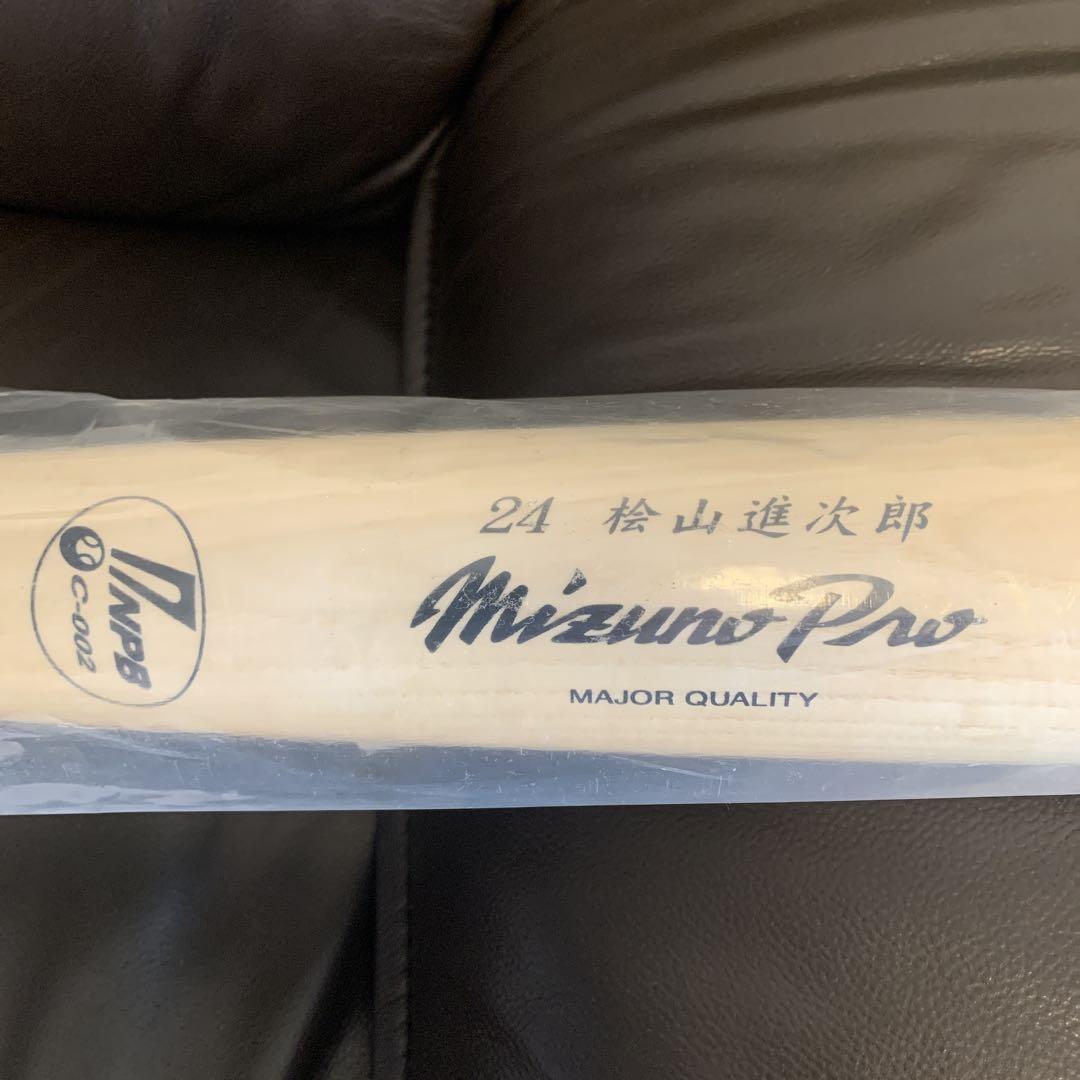 24 桧山進次郎
Mizuno Pro
MAJOR QUALITY
NPB
C-002